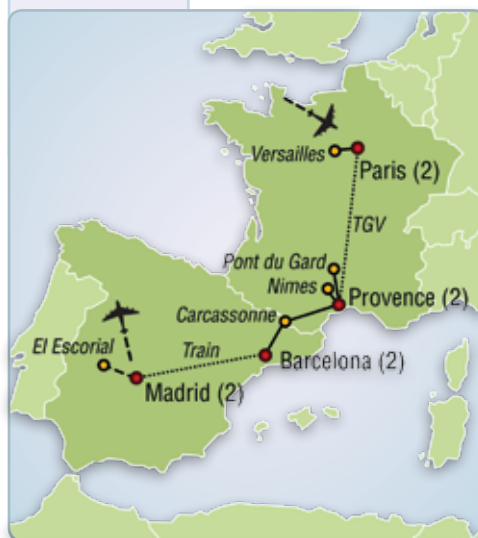 Versailles
Paris (2)
TGV
Pont du Gard
Nimes
Provence (2)
Carcassonne
El Escorial
Train
Barcelona (2)
Madrid (2)